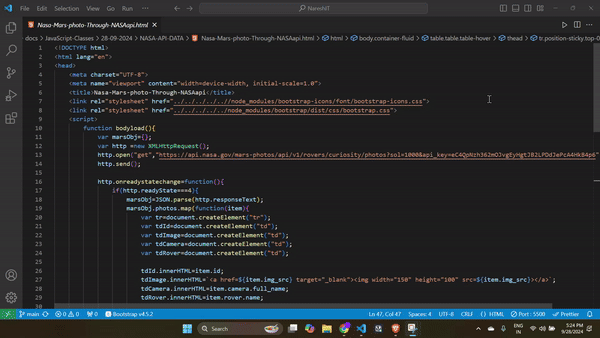 File Edit Selection View Go Run ... NareshIT
Nasa-Mars-photo-Through-NASAapi.html
docs > JavaScript-Classes > 28-09-2024 > NASA-API-DATA > Nasa-Mars-photo-Through-NASAapi.html > html > body.container-fluid > table.table.table-hover > thead > tr.position-sticky.top-0
1 <!DOCTYPE html>
2 <html lang="en">
3 <head>
4 <meta charset="UTF-8">
5 <meta name="viewport" content="width=device-width, initial-scale=1.0">
6 <title>Nasa-Mars-photo-Through-NASAapi</title>
7 <link rel="stylesheet" href="../../../../..//node_modules/bootstrap-icons/font/bootstrap-icons.css">
8 <link rel="stylesheet" href="../../../../../node_modules/bootstrap/dist/css/bootstrap.css">
9 <script>
10 function bodyload(){
11 var marsObj={};
12 var http =new XMLHttpRequest();
13 http.open("get","https://api.nasa.gov/mars-photos/api/v1/rovers/curiosity/photos?sol=1000&api_key=
14 http.send();
15
16 http.onreadystatechange=function(){
17 if(http.readyState===4){
18 marsObj=JSON.parse(http.responseText);
19 marsObj.photos.map(function(item){
20 var tr=document.createElement("tr");
21 var tdId=document.createElement("td");
22 var tdImage=document.createElement("td");
23 var tdCamera=document.createElement("td");
24 var tdRover=document.createElement("td");
25
26 tdId.innerHTML=item.id;
27 tdImage.innerHTML=`<a href=${item.img_src} target="_blank"><img width="150" height="100" src=${item.img_src}></a>`;
28 tdCamera.innerHTML=item.camera.full_name;
29 tdRover.innerHTML=item.rover.name;
main 0 0 0 Bootstrap v4.5.2 Ln 47, Col 47 Spaces: 4 UTF-8 CRLF HTML Port : 5500 Prettier
Search ENG IN 5:24 PM 9/28/2024